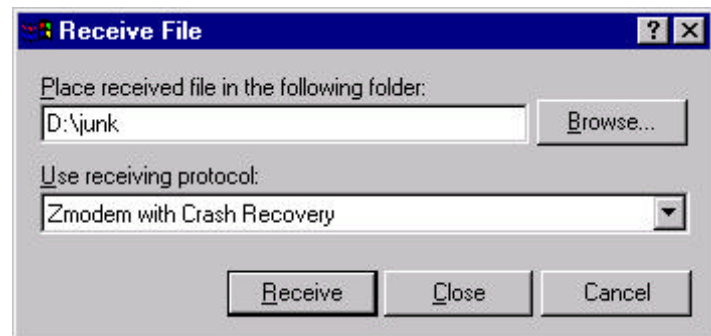 Receive File
Place received file in the following folder:
D:\junk
Browse...
Use receiving protocol:
Zmodem with Crash Recovery
Receive Close Cancel